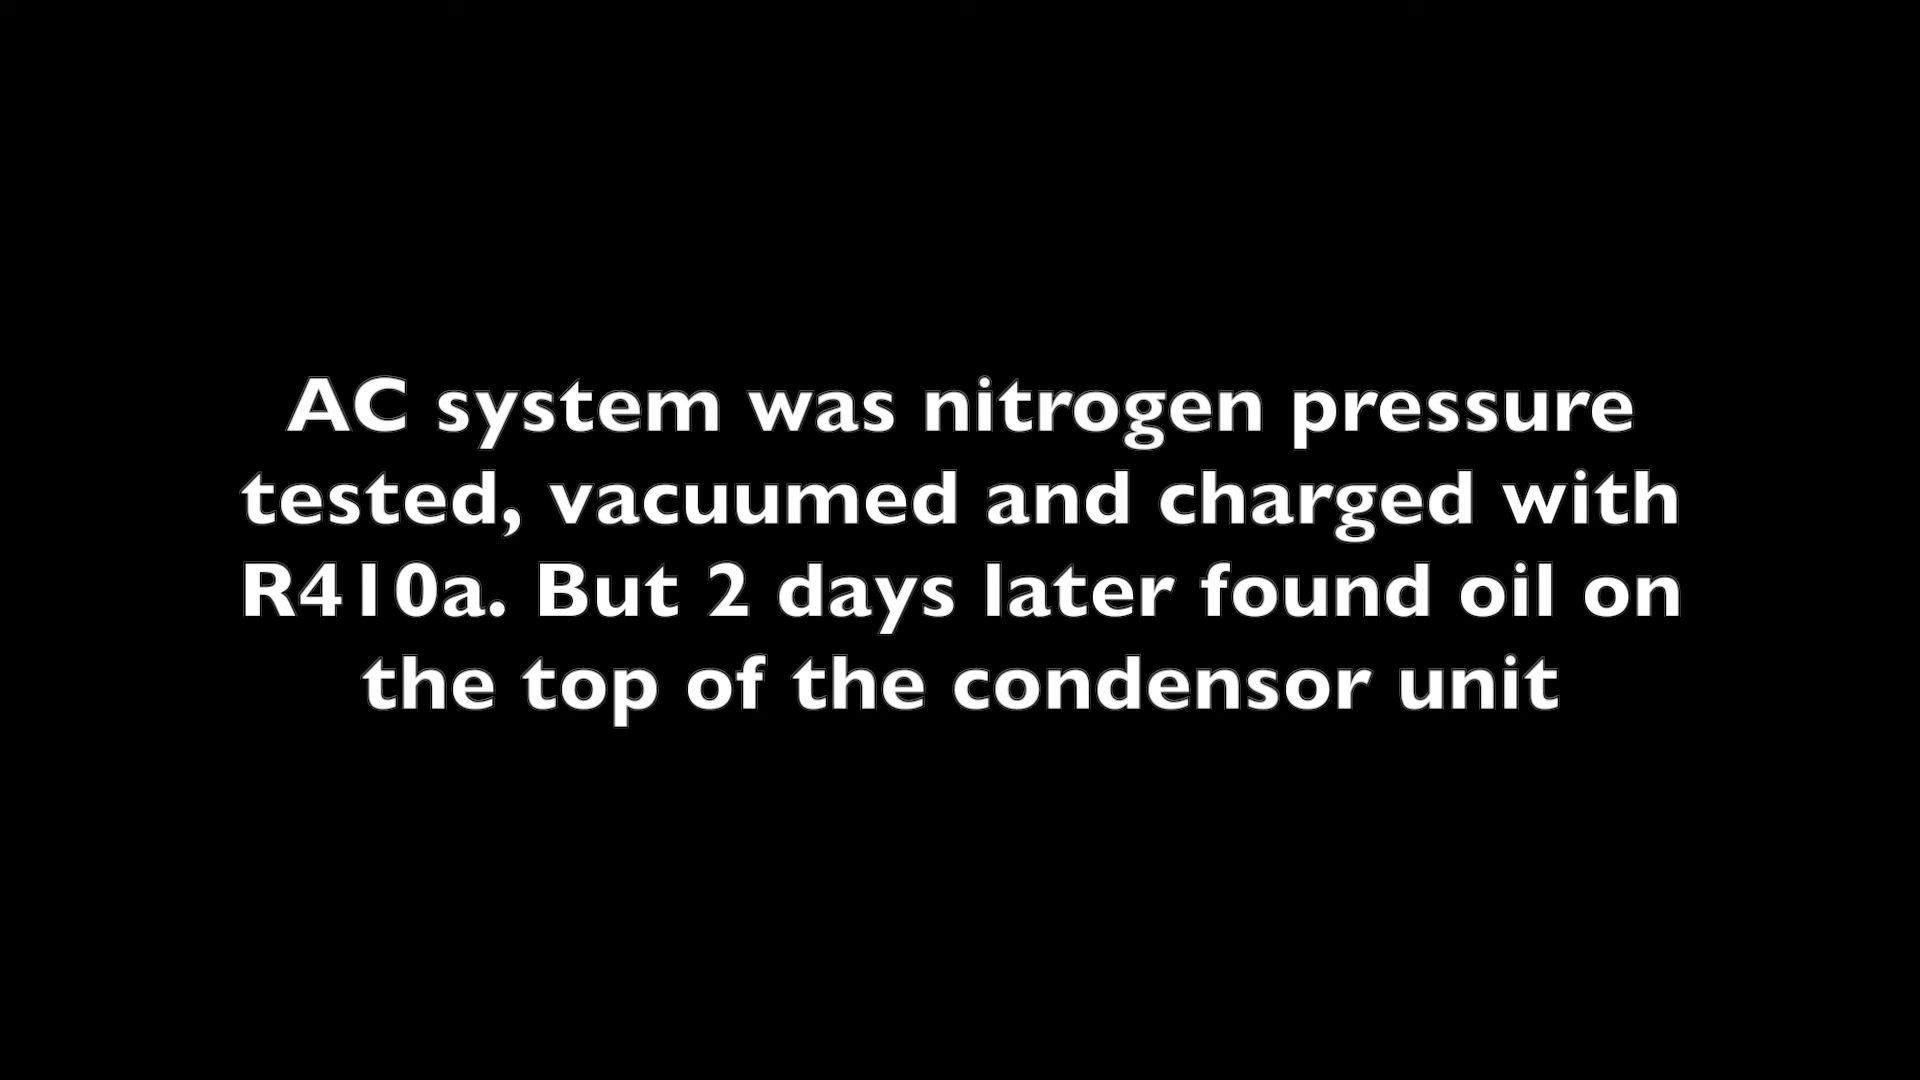 AC system was nitrogen pressure
tested, vacuumed and charged with
R410a. But 2 days later found oil on
the top of the condensor unit